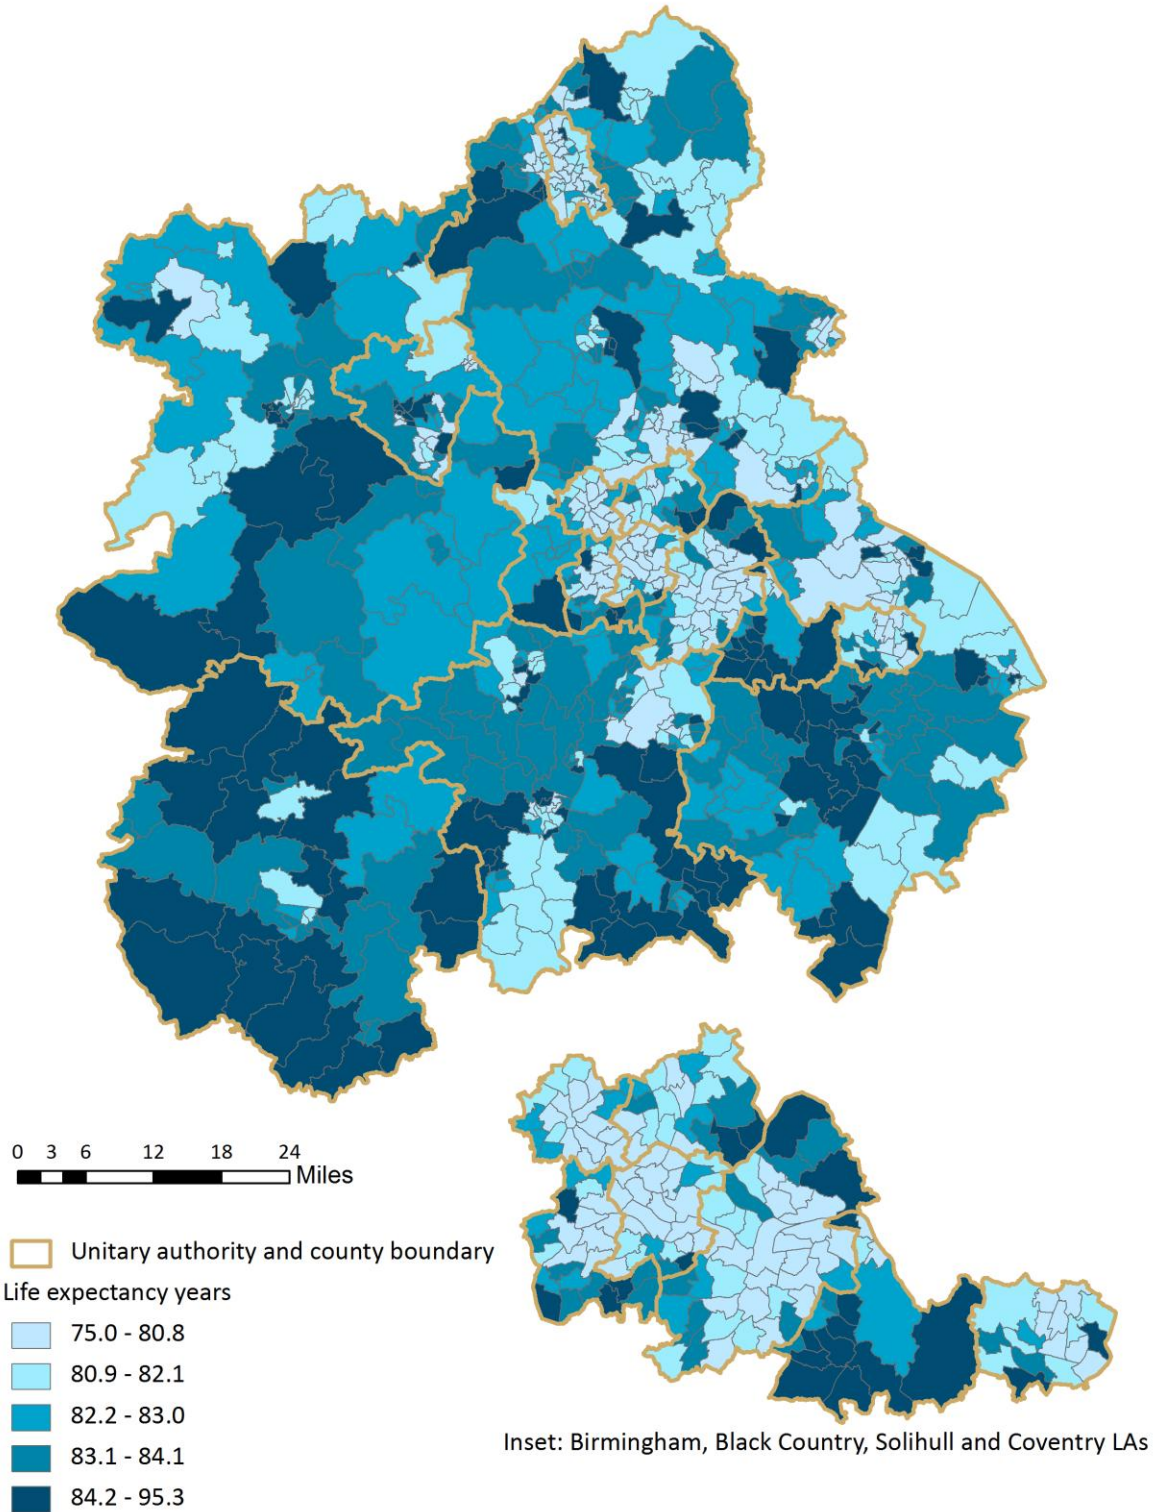 0 3 6 12 18 24
Miles
Unitary authority and county boundary
Life expectancy years
75.0 - 80.8
80.9 - 82.1
82.2 - 83.0
83.1 - 84.1
84.2 - 95.3
Inset: Birmingham, Black Country, Solihull and Coventry LAs